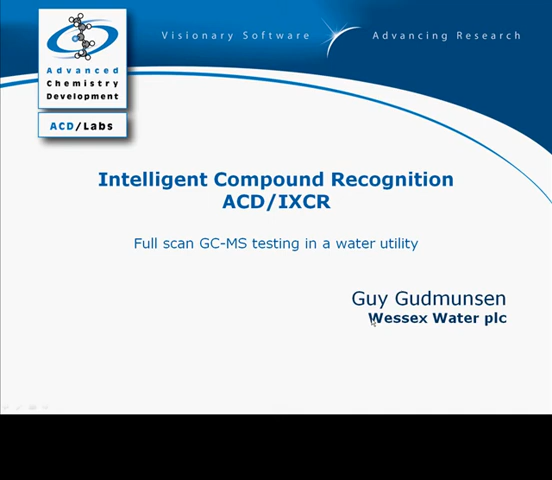 Visionary Software Advancing Research
Advanced
Chemistry
Development
ACD/Labs
Intelligent Compound Recognition
ACD/IXCR
Full scan GC-MS testing in a water utility
Guy Gudmunsen
Wessex Water plc